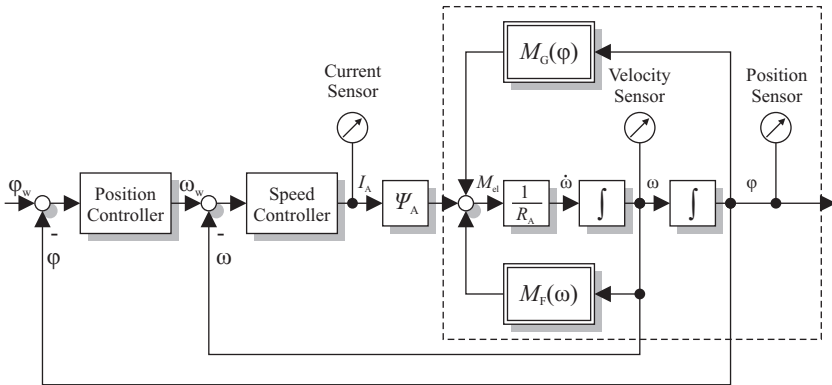 M_G(φ)
Current
Sensor
Velocity
Sensor
Position
Sensor
φ_w
Position
Controller
ω_w
Speed
Controller
I_A
Ψ_A
M_el
1
R_A
ω̇
∫
ω
∫
φ
-
φ
-
ω
M_F(ω)